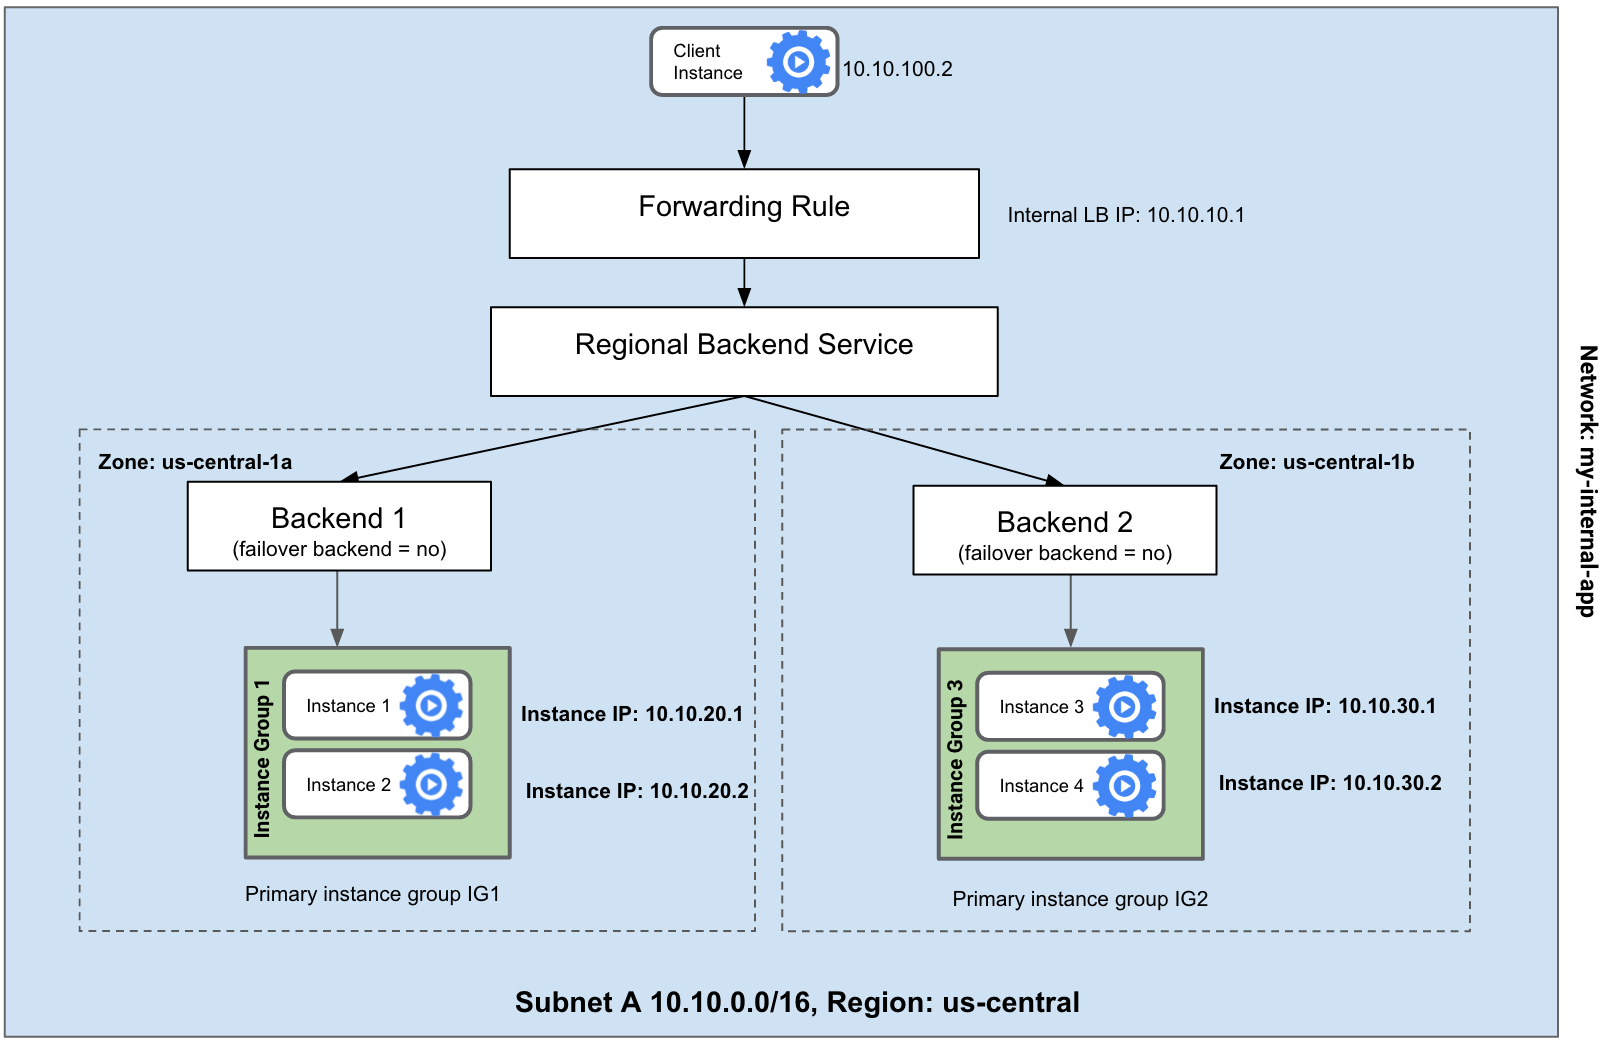 Client
Instance
10.10.100.2
Forwarding Rule
Internal LB IP: 10.10.10.1
Regional Backend Service
Zone: us-central-1a
Backend 1
(failover backend = no)
Instance Group 1
Instance 1
Instance IP: 10.10.20.1
Instance 2
Instance IP: 10.10.20.2
Primary instance group IG1
Zone: us-central-1b
Backend 2
(failover backend = no)
Instance Group 3
Instance 3
Instance IP: 10.10.30.1
Instance 4
Instance IP: 10.10.30.2
Primary instance group IG2
Subnet A 10.10.0.0/16, Region: us-central
Network: my-internal-app